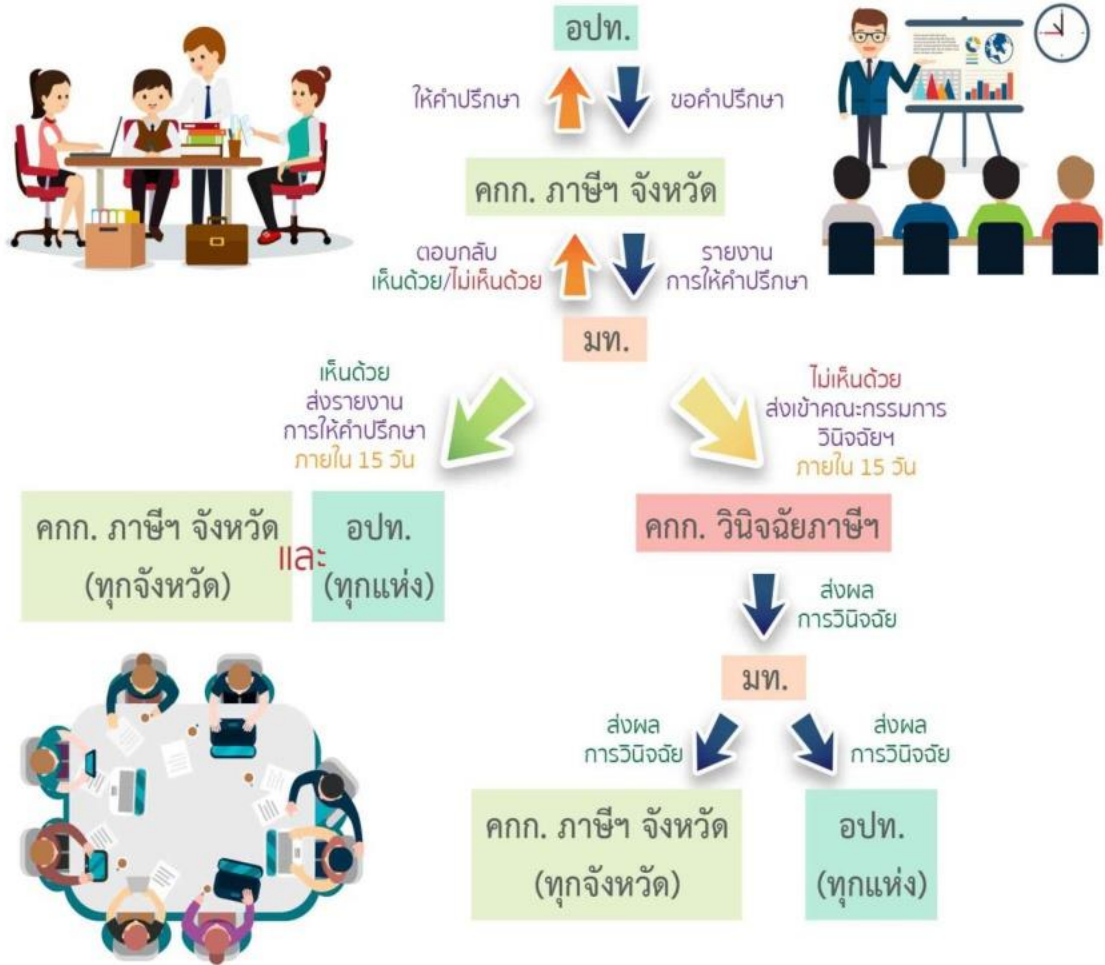 อปท.
ให้คำปรึกษา
ขอคำปรึกษา
คกก. ภาษีฯ จังหวัด
ตอบกลับ
เห็นด้วย/ไม่เห็นด้วย
รายงาน
การให้คำปรึกษา
มท.
เห็นด้วย
ส่งรายงาน
การให้คำปรึกษา
ภายใน 15 วัน
ไม่เห็นด้วย
ส่งเข้าคณะกรรมการ
วินิจฉัยฯ
ภายใน 15 วัน
คกก. ภาษีฯ จังหวัด
(ทุกจังหวัด)
และ
อปท.
(ทุกแห่ง)
คกก. วินิจฉัยภาษีฯ
ส่งผล
การวินิจฉัย
มท.
ส่งผล
การวินิจฉัย
ส่งผล
การวินิจฉัย
คกก. ภาษีฯ จังหวัด
(ทุกจังหวัด)
อปท.
(ทุกแห่ง)